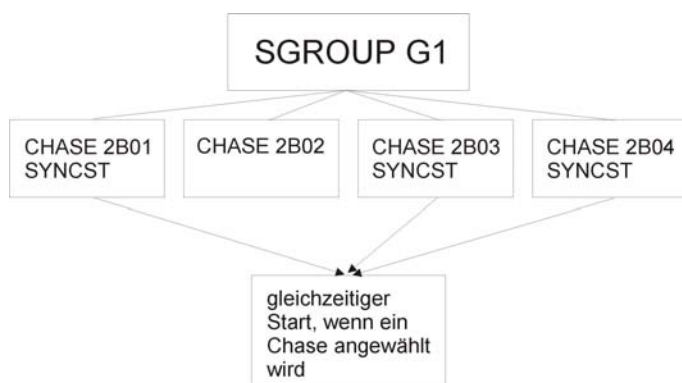 SGROUP G1
CHASE 2B01
SYNCST
CHASE 2B02
CHASE 2B03
SYNCST
CHASE 2B04
SYNCST
gleichzeitiger
Start, wenn ein
Chase angewählt
wird